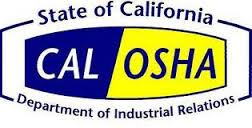 State of California
CAL OSHA
Department of Industrial Relations